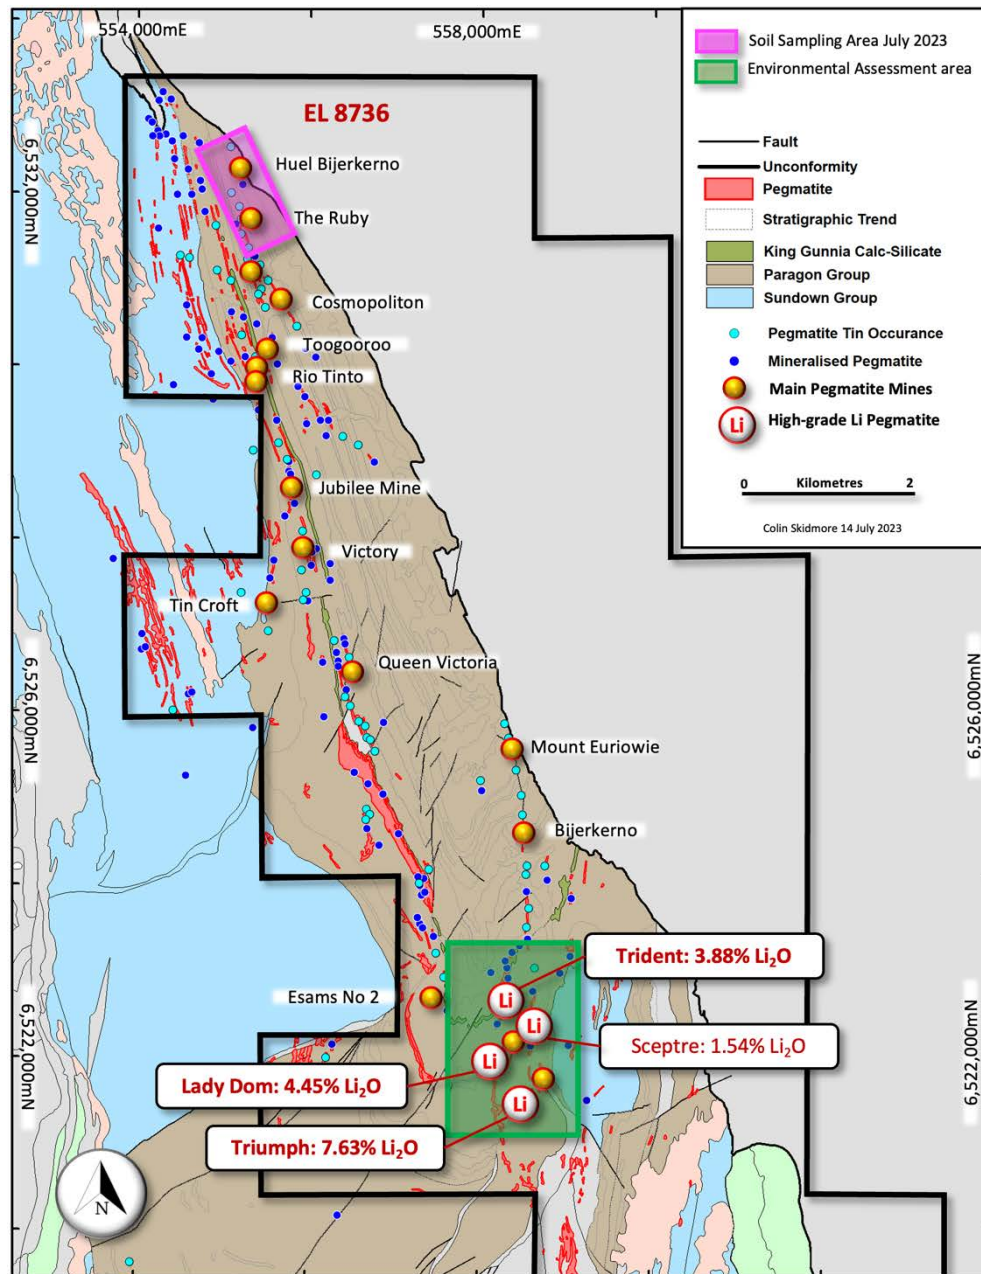 554,000mE
558,000mE
Soil Sampling Area July 2023
Environmental Assessment area
EL 8736
6,532,000mN
Fault
Unconformity
Pegmatite
Stratigraphic Trend
King Gunnia Calc-Silicate
Paragon Group
Sundown Group
Pegmatite Tin Occurance
Mineralised Pegmatite
Main Pegmatite Mines
Li
High-grade Li Pegmatite
0 Kilometres 2
Colin Skidmore 14 July 2023
Huel Bijerkerno
The Ruby
Cosmopoliton
Toogooroo
Rio Tinto
Jubilee Mine
Victory
Tin Croft
Queen Victoria
6,526,000mN
6,526,000mN
Mount Euriowie
Bijerkerno
Trident: 3.88% Li₂O
Esams No 2
Li
Li
Sceptre: 1.54% Li₂O
6,522,000mN
6,522,000mN
Li
Lady Dom: 4.45% Li₂O
Li
Triumph: 7.63% Li₂O
N